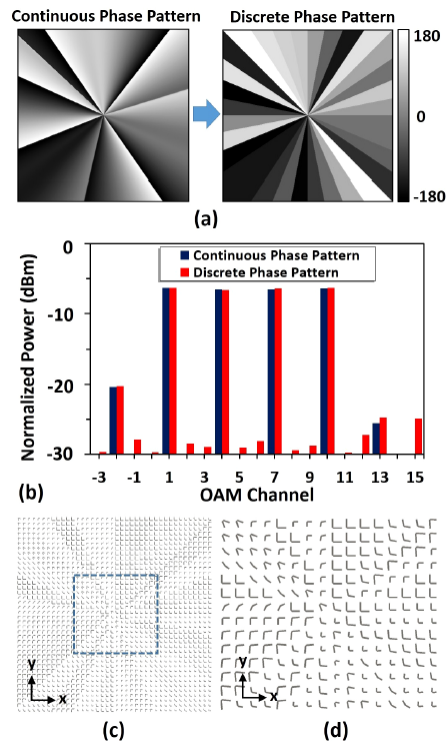 Continuous Phase Pattern
Discrete Phase Pattern
180
0
-180
(a)
0
-10
-20
-30
Normalized Power (dBm)
Continuous Phase Pattern
Discrete Phase Pattern
-3 -1 1 3 5 7 9 11 13 15
OAM Channel
(b)
y
x
y
x
(c)
(d)